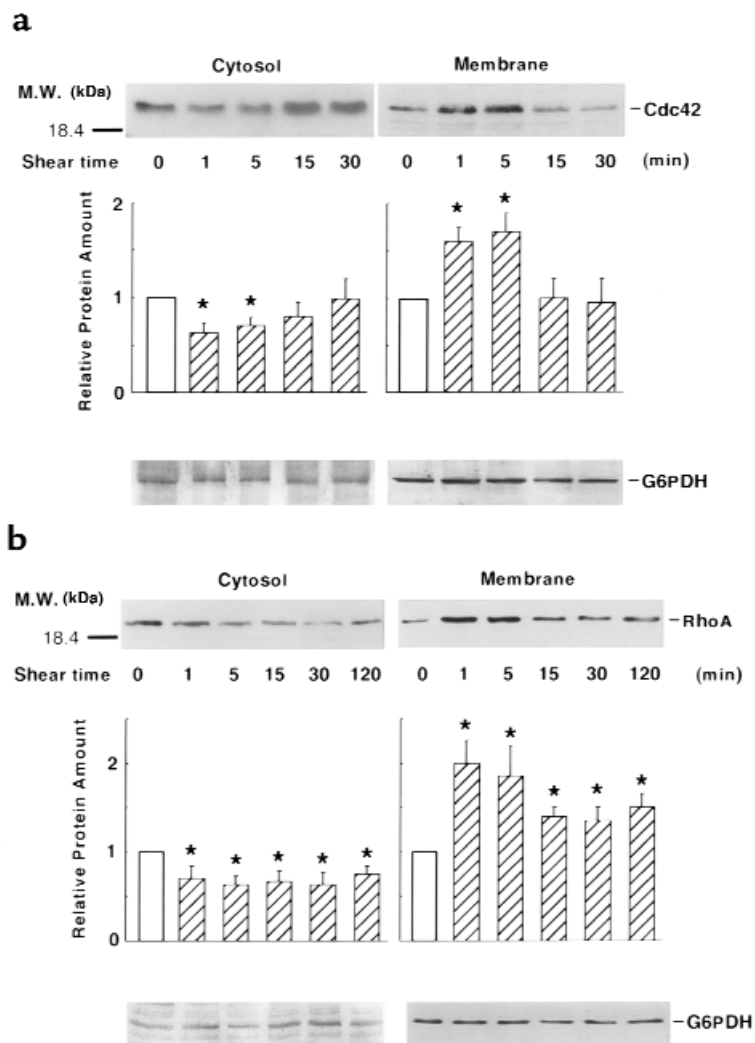 a
Cytosol Membrane
M.W. (kDa)
18.4
Cdc42
Shear time 0 1 5 15 30 0 1 5 15 30 (min)
Relative Protein Amount
2
1
0
* * * *
G6PDH
b
Cytosol Membrane
M.W. (kDa)
18.4
RhoA
Shear time 0 1 5 15 30 120 0 1 5 15 30 120 (min)
Relative Protein Amount
2
1
0
* * * * * * * * * *
G6PDH